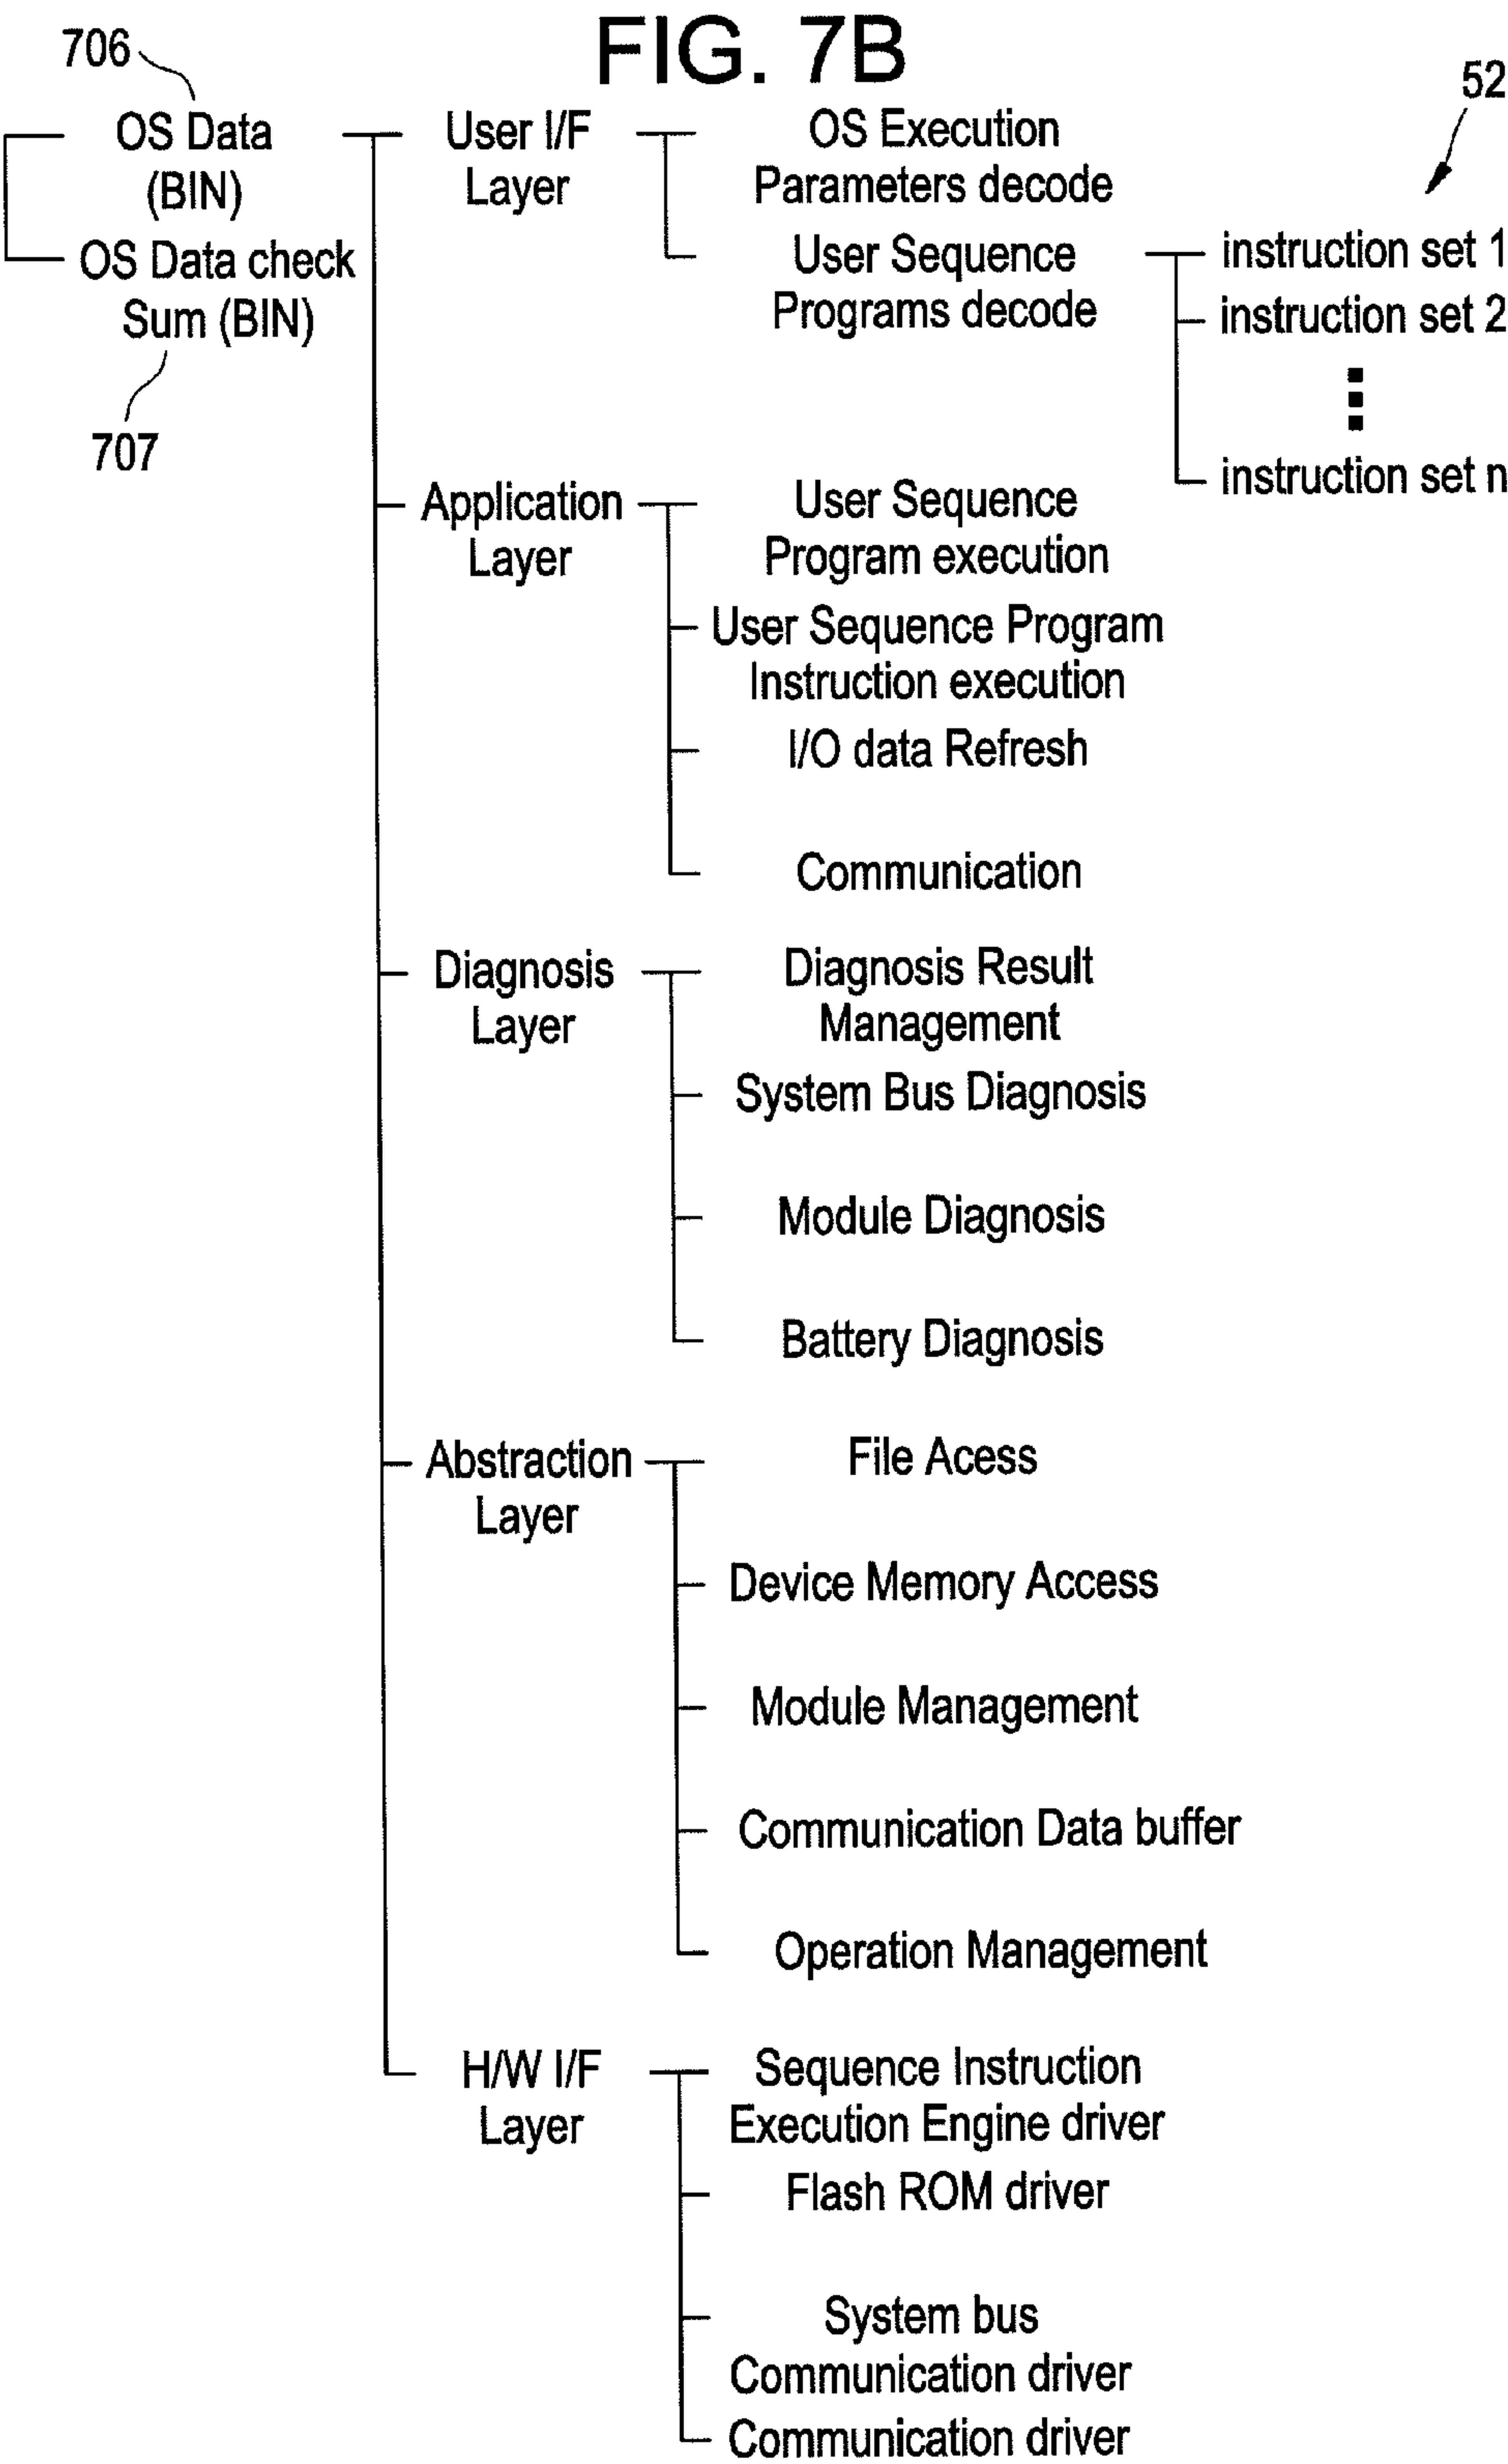 FIG. 7B
706
52
OS Data
(BIN)
OS Data check
Sum (BIN)
707
User I/F
Layer
OS Execution
Parameters decode
User Sequence
Programs decode
instruction set 1
instruction set 2
instruction set n
Application
Layer
User Sequence
Program execution
User Sequence Program
Instruction execution
I/O data Refresh
Communication
Diagnosis
Layer
Diagnosis Result
Management
System Bus Diagnosis
Module Diagnosis
Battery Diagnosis
Abstraction
Layer
File Acess
Device Memory Access
Module Management
Communication Data buffer
Operation Management
H/W I/F
Layer
Sequence Instruction
Execution Engine driver
Flash ROM driver
System bus
Communication driver
Communication driver